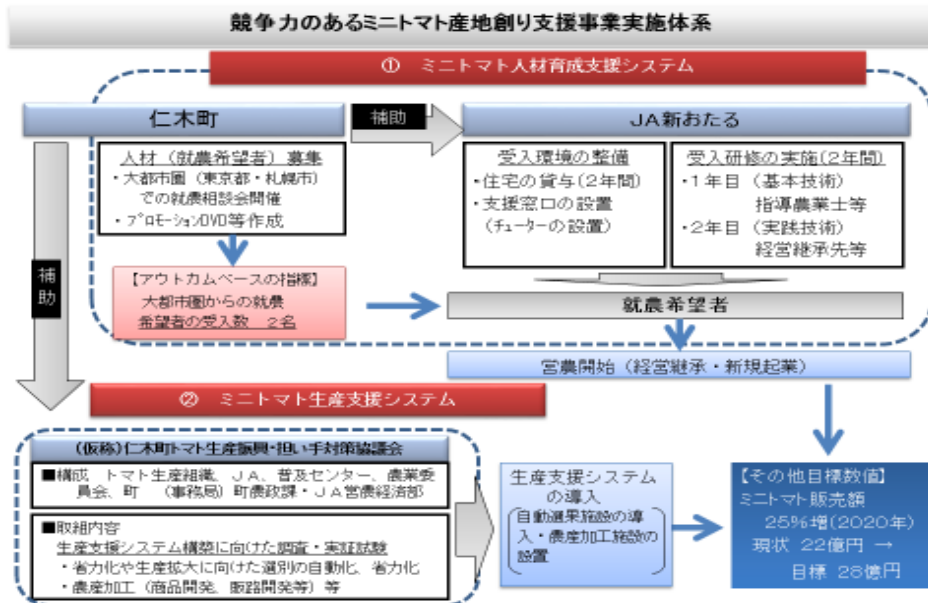 競争力のあるミニトマト産地創り支援事業実施体系
① ミニトマト人材育成支援システム
仁木町
補助
JA新おたる
人材（就農希望者）募集
・大都市圏（東京都・札幌市）
での就農相談会開催
・プロモーションDVD等作成
受入環境の整備
・住宅の貸与(2年間)
・支援窓口の設置
（チューターの設置）
受入研修の実施(2年間)
・1年目（基本技術）
指導農業士等
・2年目（実践技術）
経営継承先等
補助
【アウトカムベースの指標】
大都市圏からの就農
希望者の受入数　2名
就農希望者
営農開始（経営継承・新規起業）
② ミニトマト生産支援システム
(仮称)仁木町トマト生産振興・担い手対策協議会
■構成　トマト生産組織、JA、普及センター、農業委
員会、町　（事務局）町農政課・JA営農経済部
■取組内容
生産支援システム構築に向けた調査・実証試験
・省力化や生産拡大に向けた選別の自動化、省力化
・農産加工（商品開発、販路開発等）等
生産支援システム
の導入
自動選果施設の導
入・農産加工施設の
設置
【その他目標数値】
ミニトマト販売額
25%増(2020年)
現状 22億円 →
目標 28億円